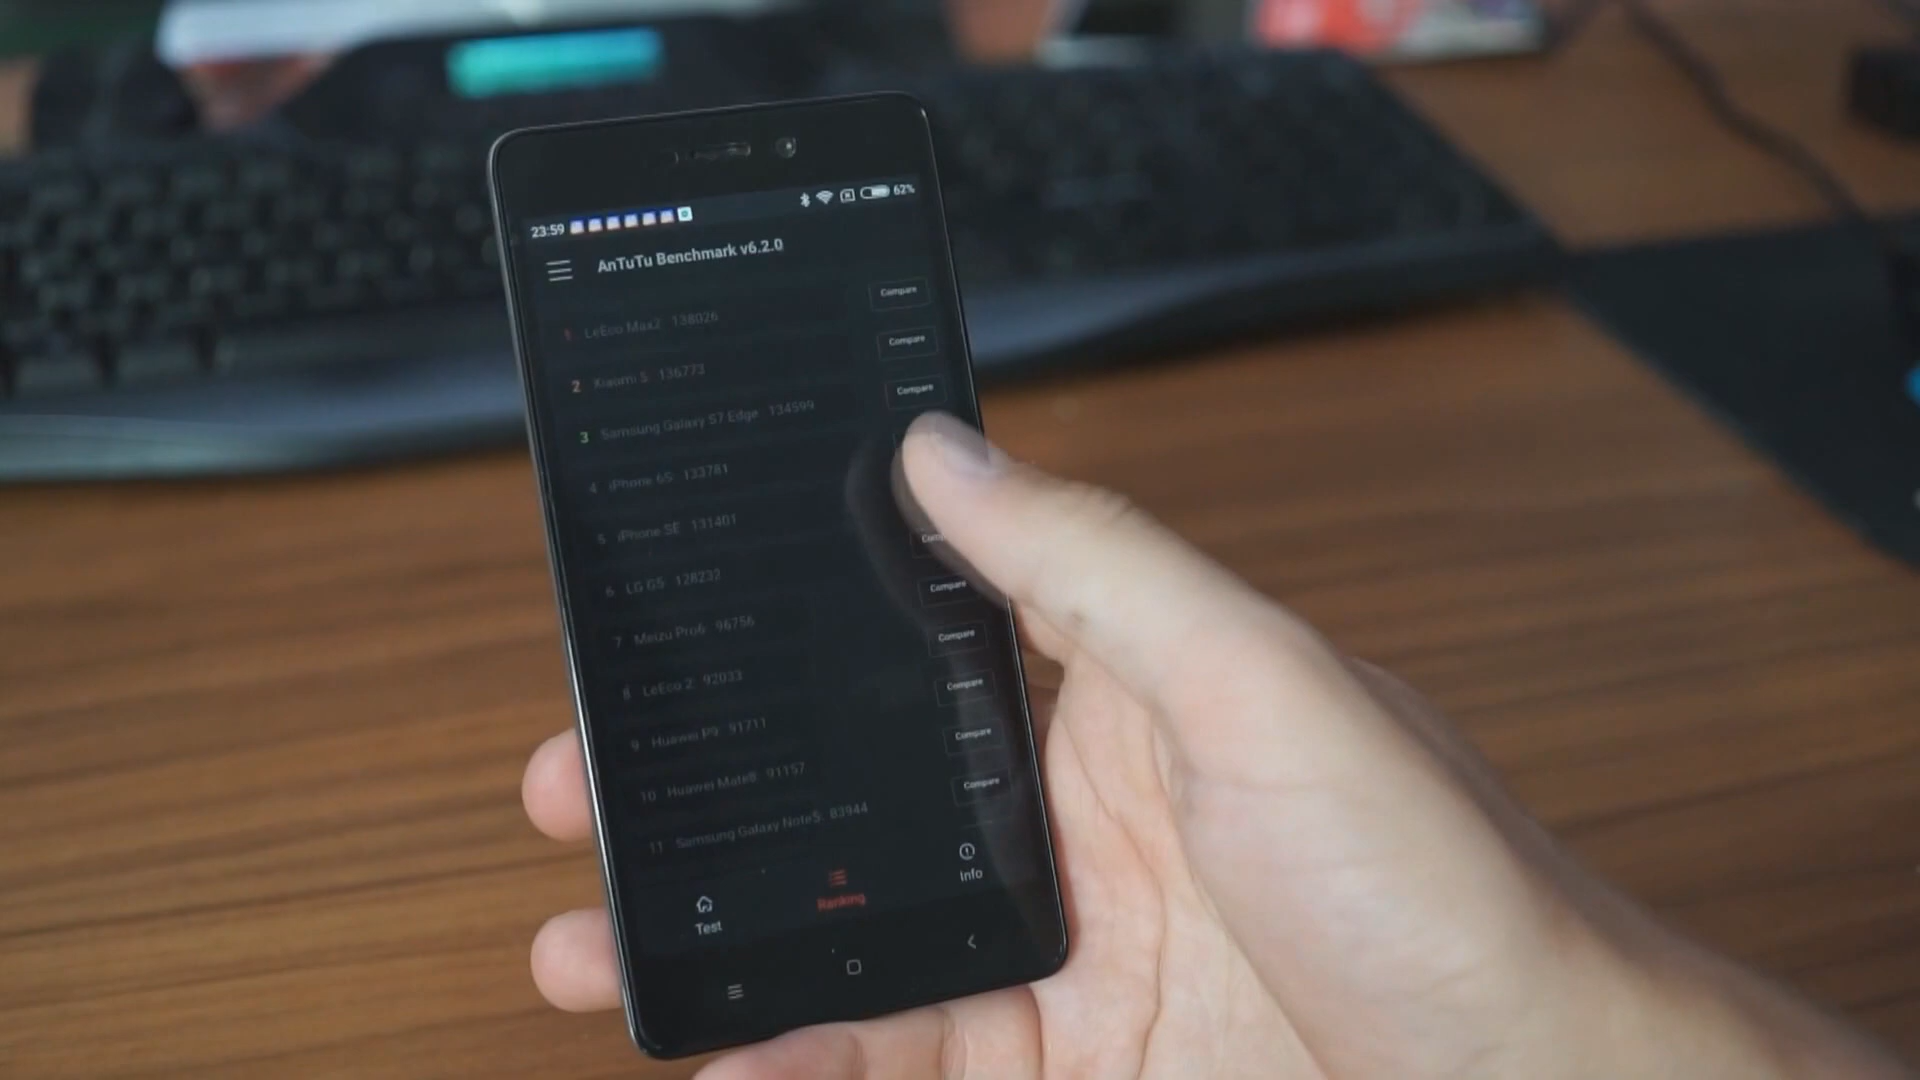 23:59 62%
AnTuTu Benchmark v6.2.0
1 LeEco Max2 138026 Compare
2 Xiaomi 5 136773 Compare
3 Samsung Galaxy S7 Edge 134599 Compare
4 iPhone 6S 133781
5 iPhone SE 131401
6 LG G5 128232 Compare
7 Meizu Pro6 96756 Compare
8 LeEco 2 92033 Compare
9 Huawei P9 91711 Compare
10 Huawei Mate8 91157 Compare
11 Samsung Galaxy Note5 83944
Test Ranking Info